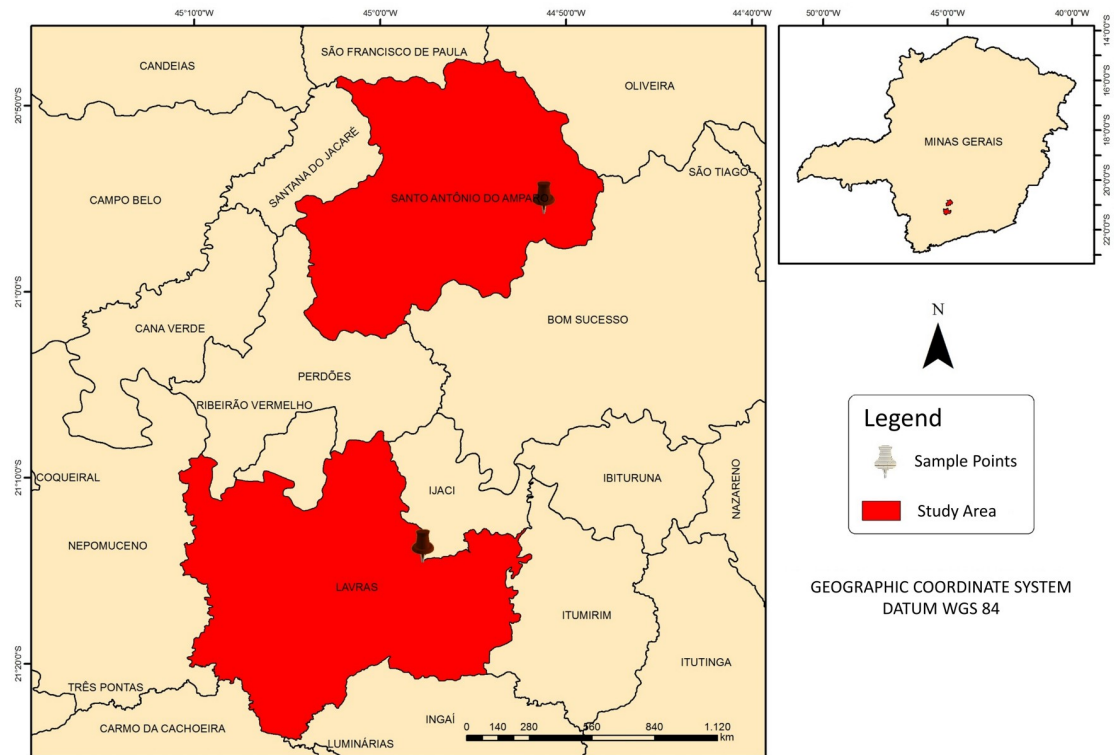 45°10'0"W
45°0'0"W
44°50'0"W
44°40'0"W
20°50'0"S
21°0'0"S
21°10'0"S
21°20'0"S
CANDEIAS
SÃO FRANCISCO DE PAULA
OLIVEIRA
SANTANA DO JACARÉ
SÃO TIAGO
CAMPO BELO
SANTO ANTÔNIO DO AMPARO
BOM SUCESSO
CANA VERDE
PERDÕES
RIBEIRÃO VERMELHO
COQUEIRAL
IJACI
IBITURUNA
NAZARENO
NEPOMUCENO
LAVRAS
ITUMIRIM
ITUTINGA
TRÊS PONTAS
CARMO DA CACHOEIRA
INGAÍ
LUMINÁRIAS
0 140 280 560 840 1.120
km
50°0'0"W
45°0'0"W
40°0'0"W
14°0'0"S
16°0'0"S
18°0'0"S
20°0'0"S
22°0'0"S
MINAS GERAIS
N
Legend
Sample Points
Study Area
GEOGRAPHIC COORDINATE SYSTEM
DATUM WGS 84